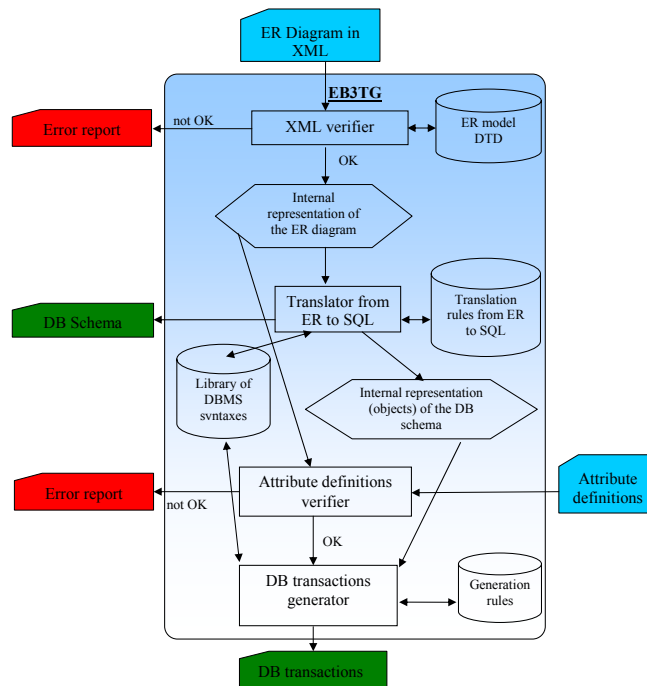 ER Diagram in
XML
EB3TG
Error report
not OK
XML verifier
ER model
DTD
OK
Internal
representation of
the ER diagram
DB Schema
Translator from
ER to SQL
Translation
rules from ER
to SQL
Library of
DBMS
syntaxes
Internal representation
(objects) of the DB
schema
Error report
not OK
Attribute definitions
verifier
Attribute
definitions
OK
DB transactions
generator
Generation
rules
DB transactions